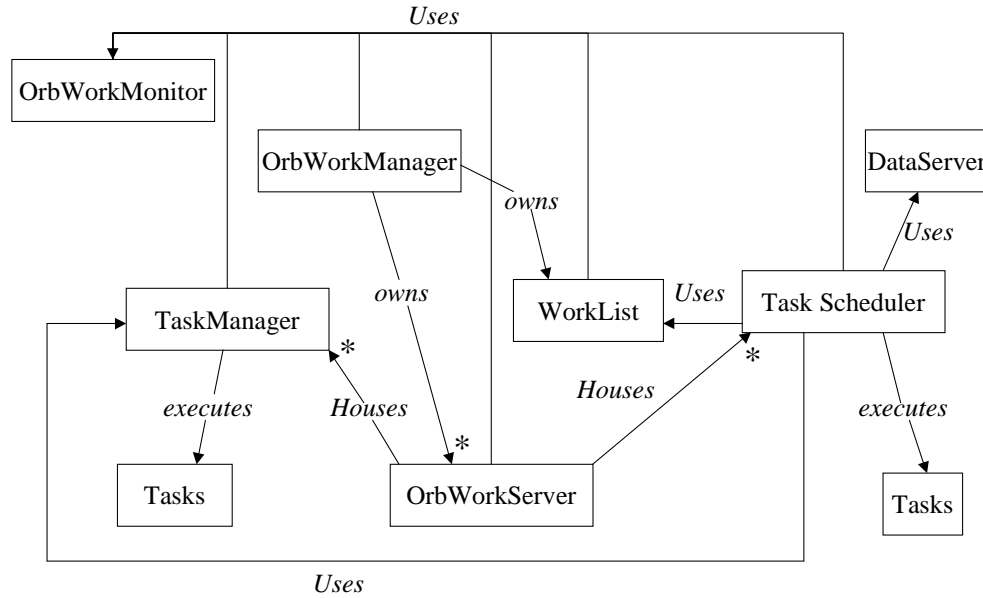 Uses
OrbWorkMonitor
OrbWorkManager
DataServer
owns
Uses
owns
WorkList
Uses
Task Scheduler
TaskManager
*
*
executes
Houses
Houses
executes
*
Tasks
OrbWorkServer
Tasks
Uses